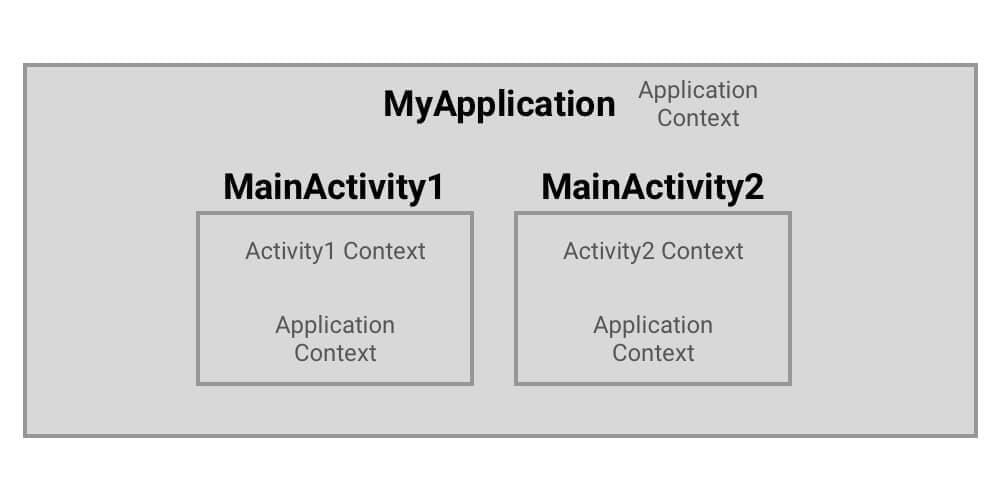 MyApplication
Application
Context
MainActivity1
MainActivity2
Activity1 Context
Application
Context
Activity2 Context
Application
Context